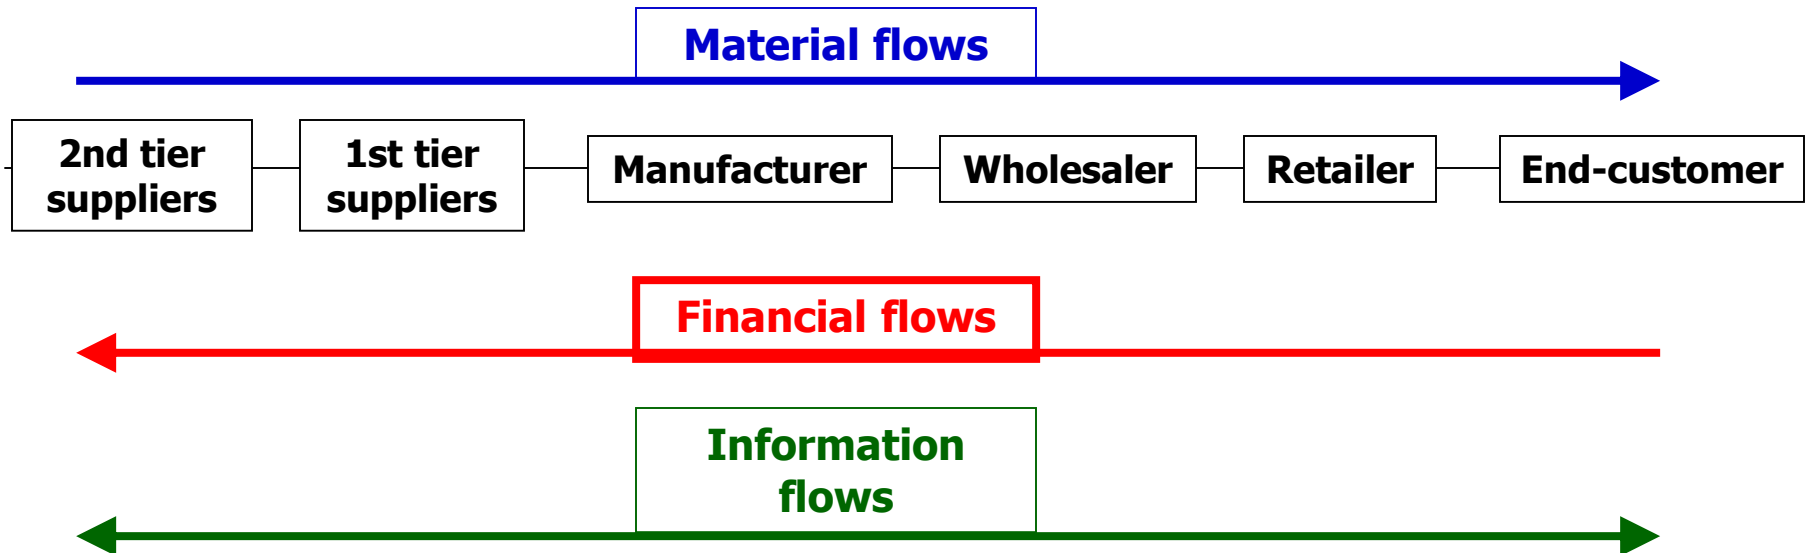 Material flows
2nd tier
suppliers
1st tier
suppliers
Manufacturer
Wholesaler
Retailer
End-customer
Financial flows
Information
flows